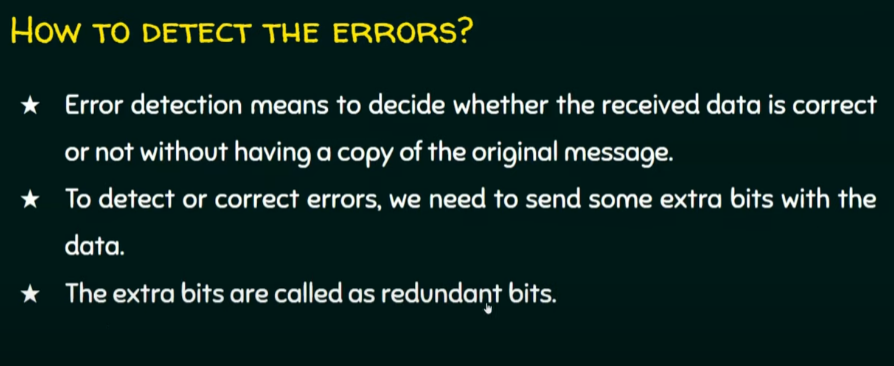 How to detect the errors?
★ Error detection means to decide whether the received data is correct
or not without having a copy of the original message.
★ To detect or correct errors, we need to send some extra bits with the
data.
★ The extra bits are called as redundant bits.